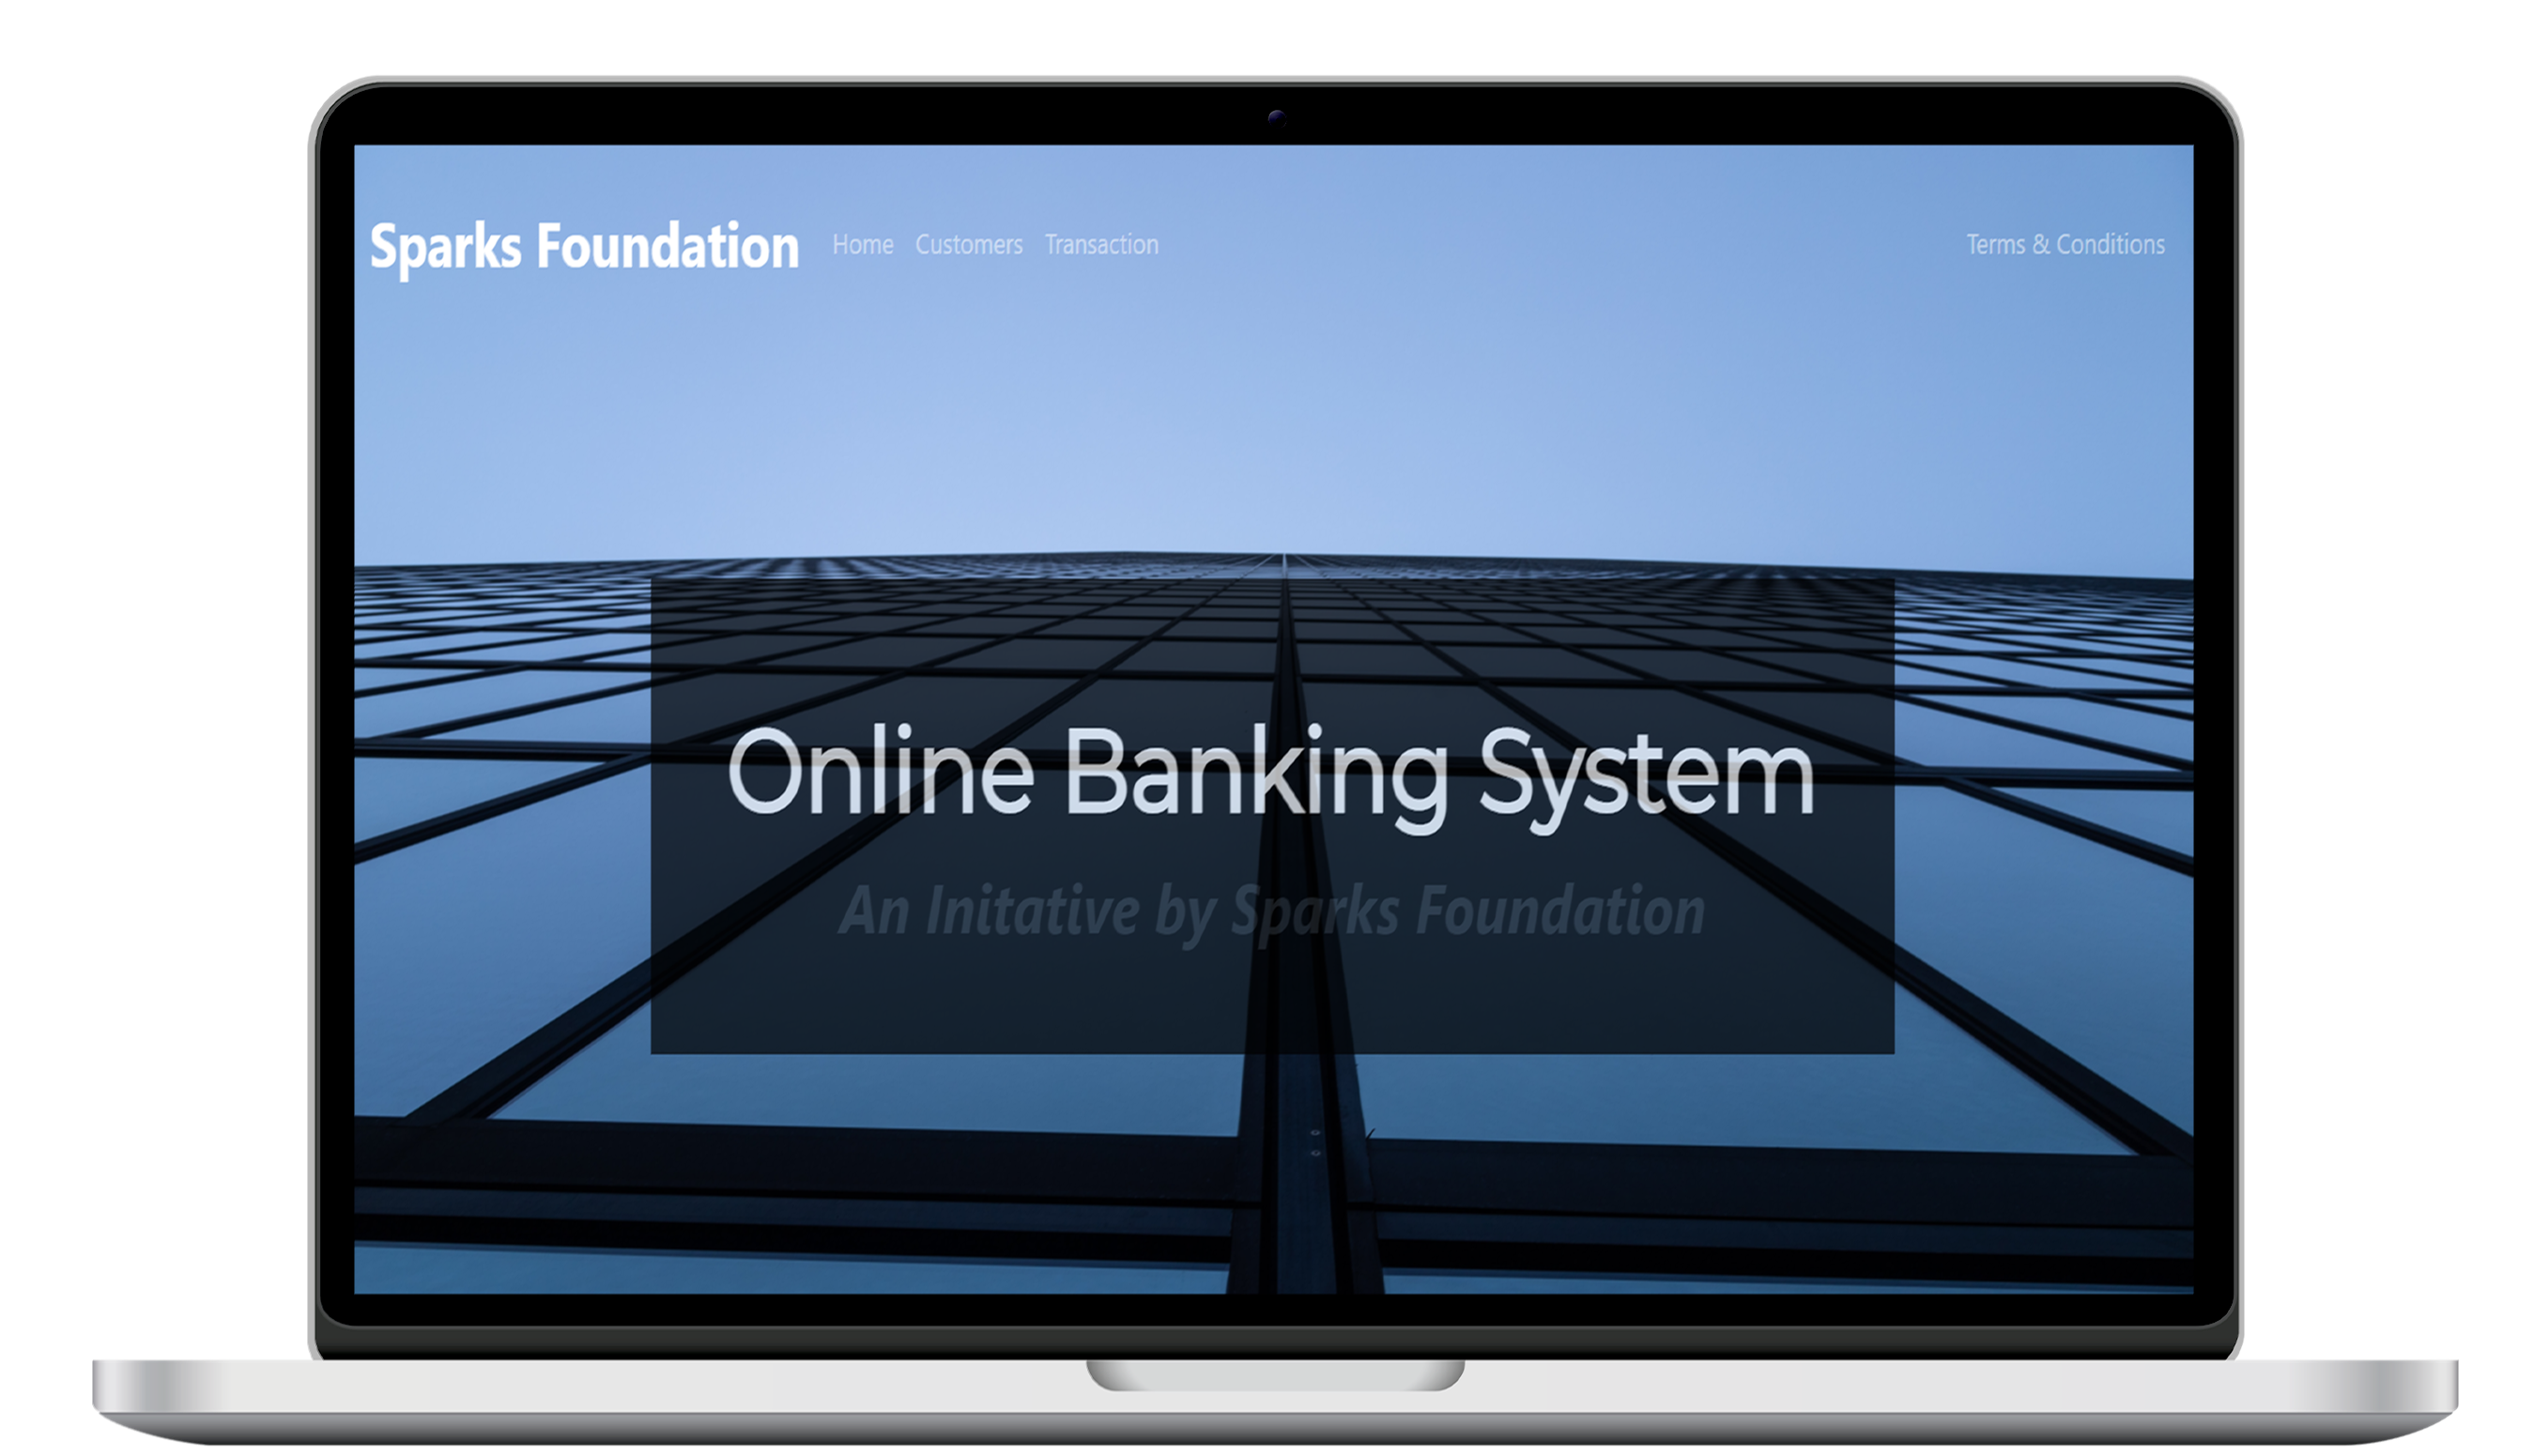 Sparks Foundation Home Customers Transaction Terms & Conditions
Online Banking System
An Initative by Sparks Foundation